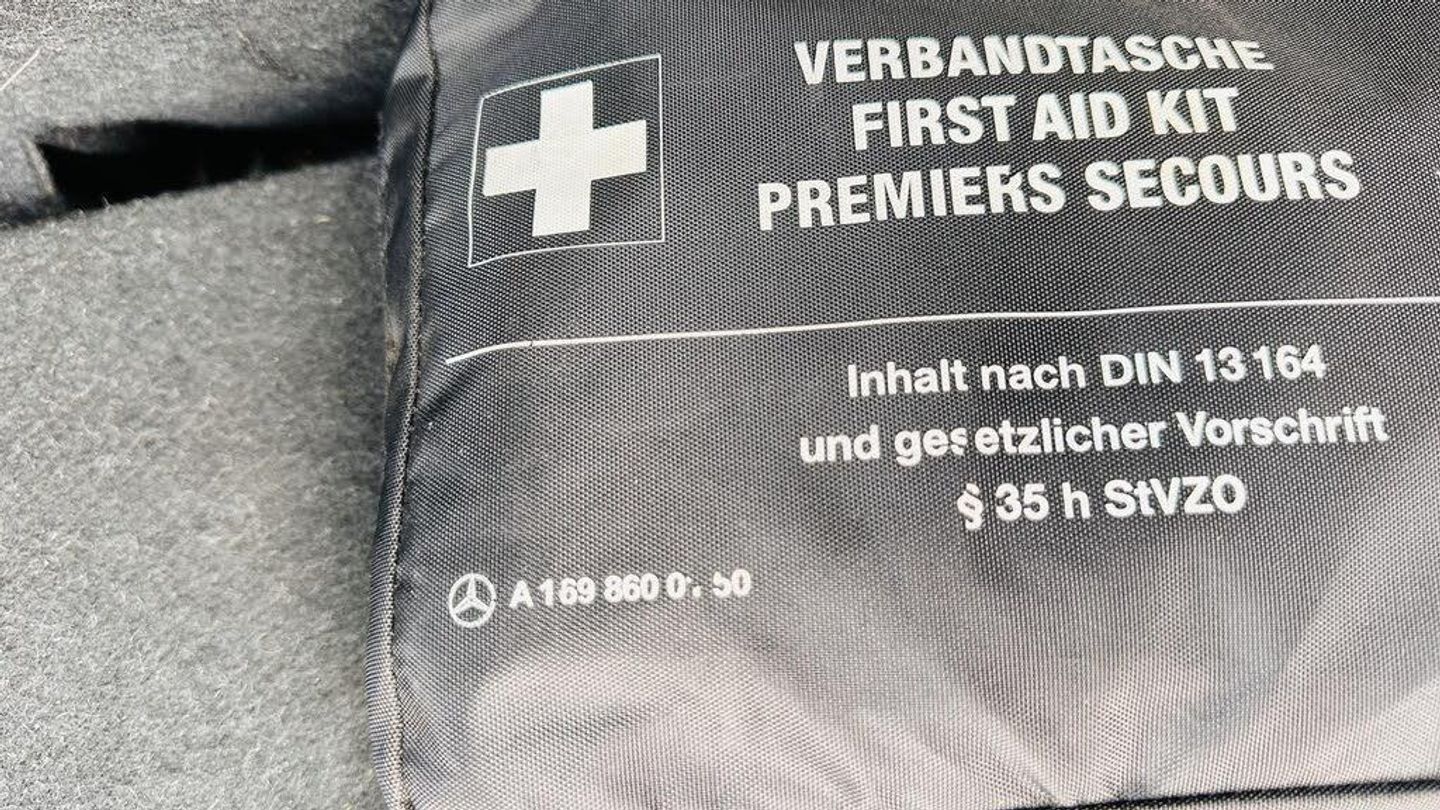 VERBANDTASCHE
FIRST AID KIT
PREMIERS SECOURS
Inhalt nach DIN 13 164
und gesetzlicher Vorschrift
§ 35 h StVZO
A 169 860